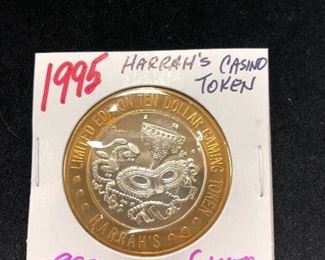 1995 HARRAH'S CASINO
TOKEN
LIMITED EDITION TEN DOLLAR GAMING TOKEN
HARRAH'S